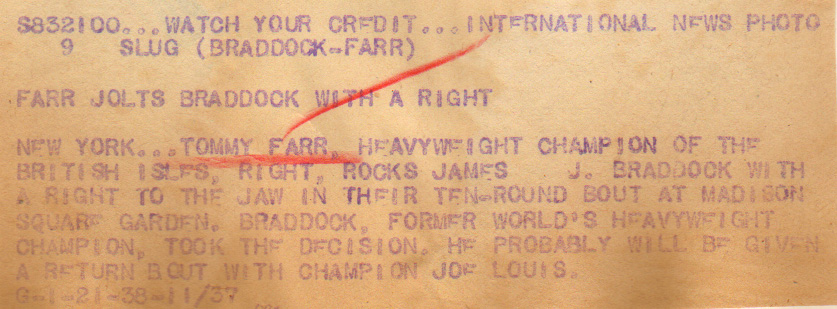 S832100...WATCH YOUR CREDIT...INTERNATIONAL NEWS PHOTO
9 SLUG (BRADDOCK-FARR)
FARR JOLTS BRADDOCK WITH A RIGHT
NEW YORK...TOMMY FARR, HEAVYWEIGHT CHAMPION OF THE
BRITISH ISLES, RIGHT, ROCKS JAMES J. BRADDOCK WITH
A RIGHT TO THE JAW IN THEIR TEN-ROUND BOUT AT MADISON
SQUARE GARDEN. BRADDOCK, FORMER WORLD'S HEAVYWEIGHT
CHAMPION, TOOK THE DECISION. HE PROBABLY WILL BE GIVEN
A RETURN BOUT WITH CHAMPION JOE LOUIS.
G-1-21-38-11/37